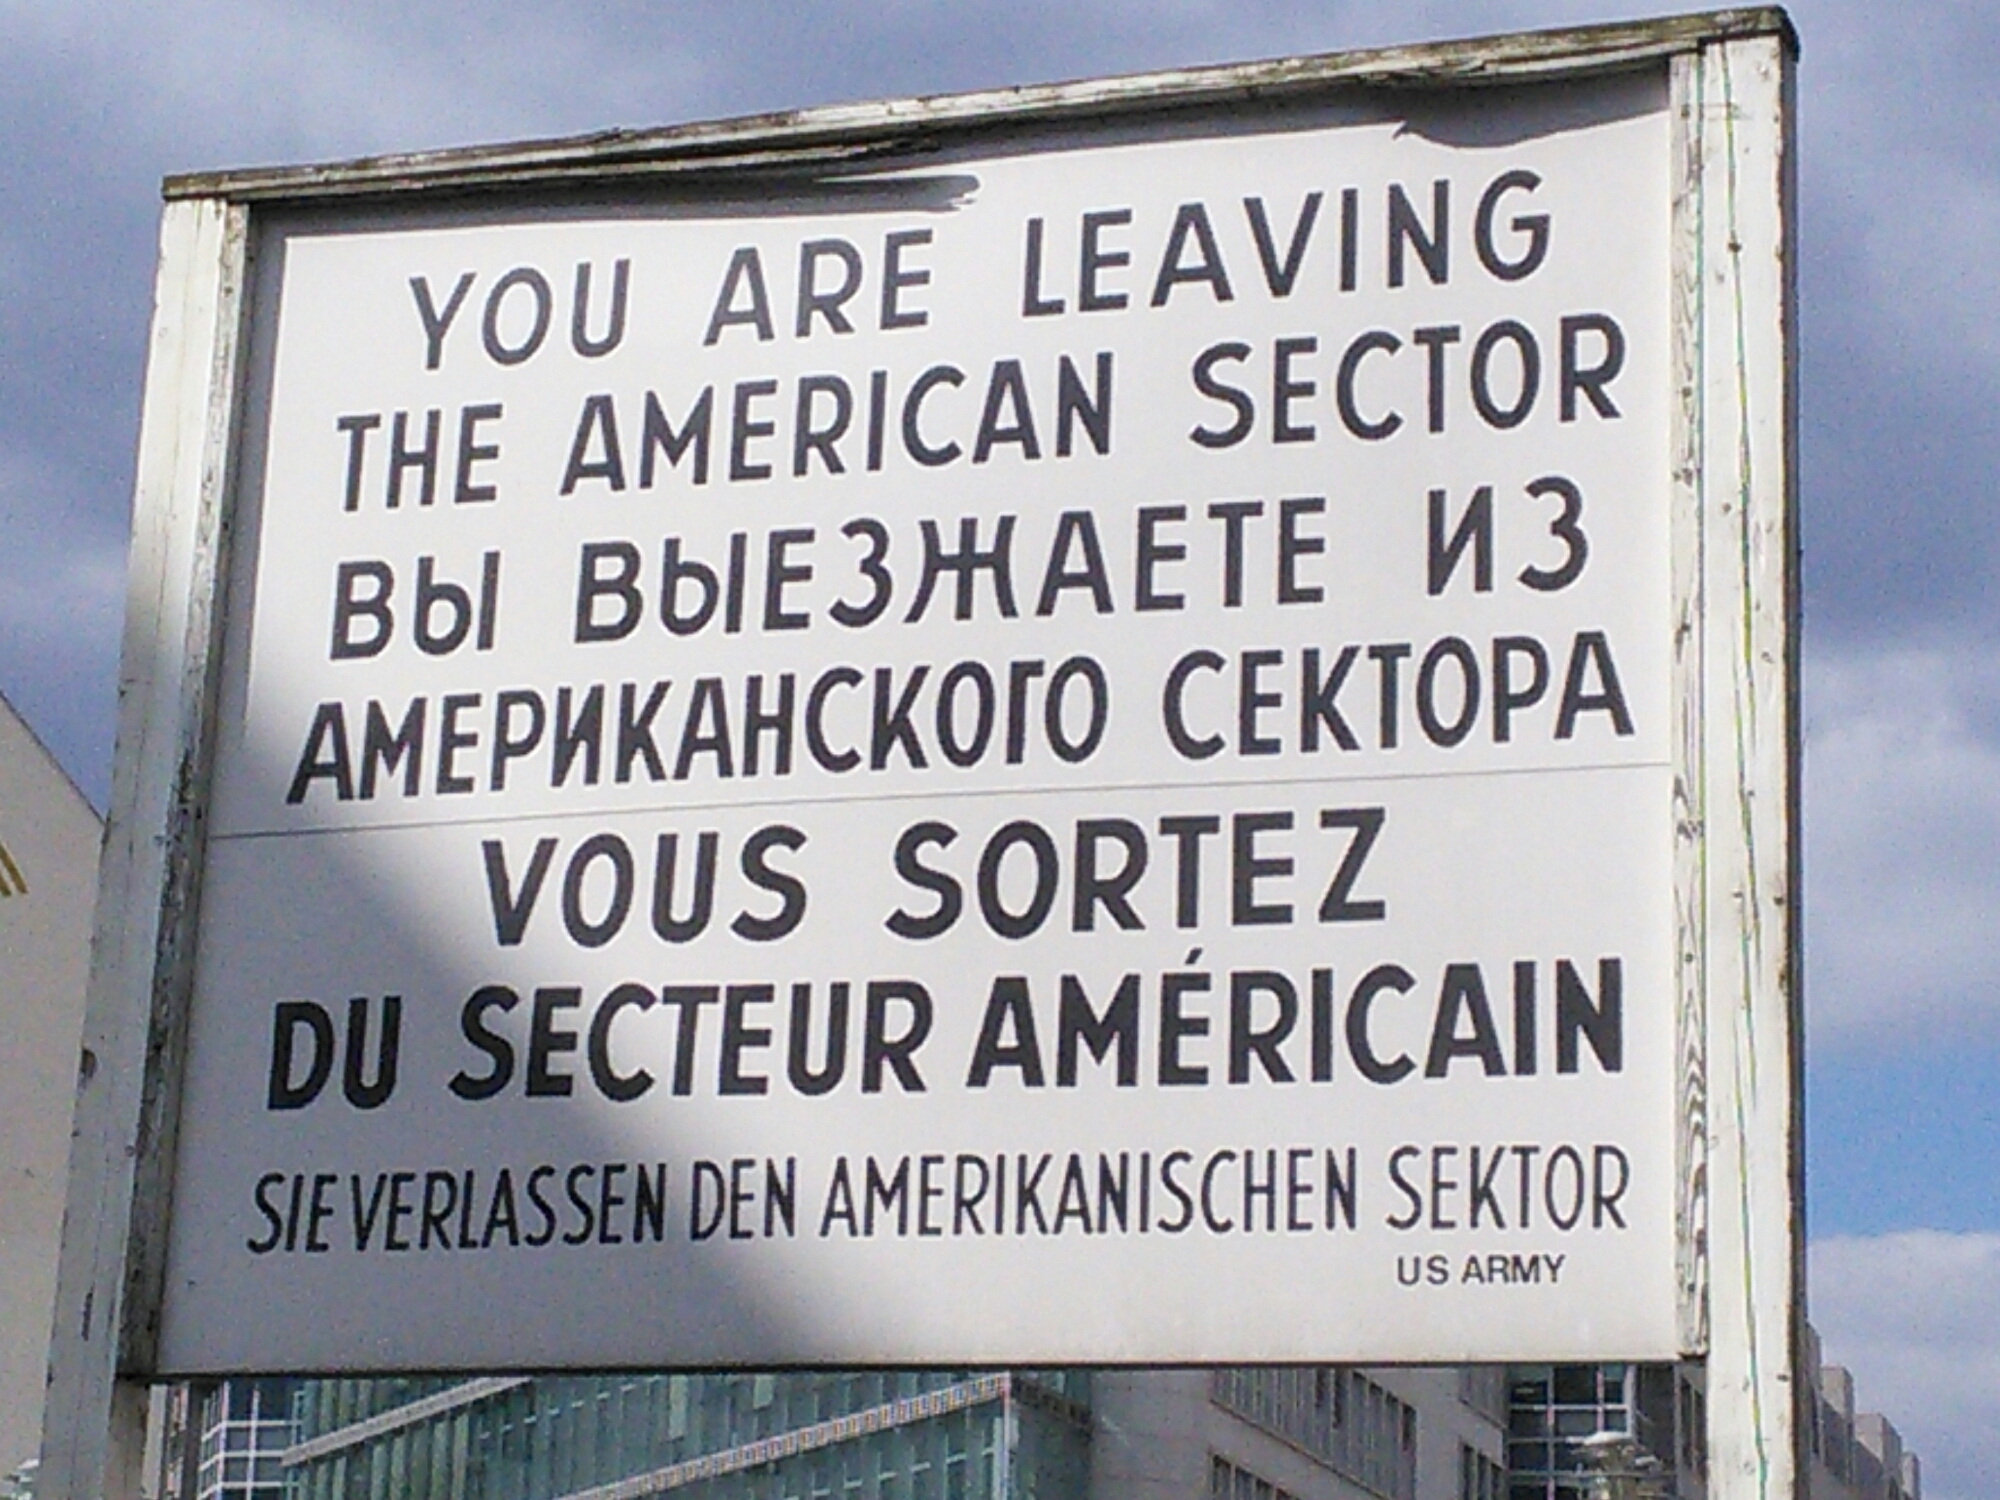 YOU ARE LEAVING
THE AMERICAN SECTOR
ВЫ ВЫЕЗЖАЕТЕ ИЗ
АМЕРИКАНСКОГО СЕКТОРА
VOUS SORTEZ
DU SECTEUR AMÉRICAIN
SIE VERLASSEN DEN AMERIKANISCHEN SEKTOR
US ARMY